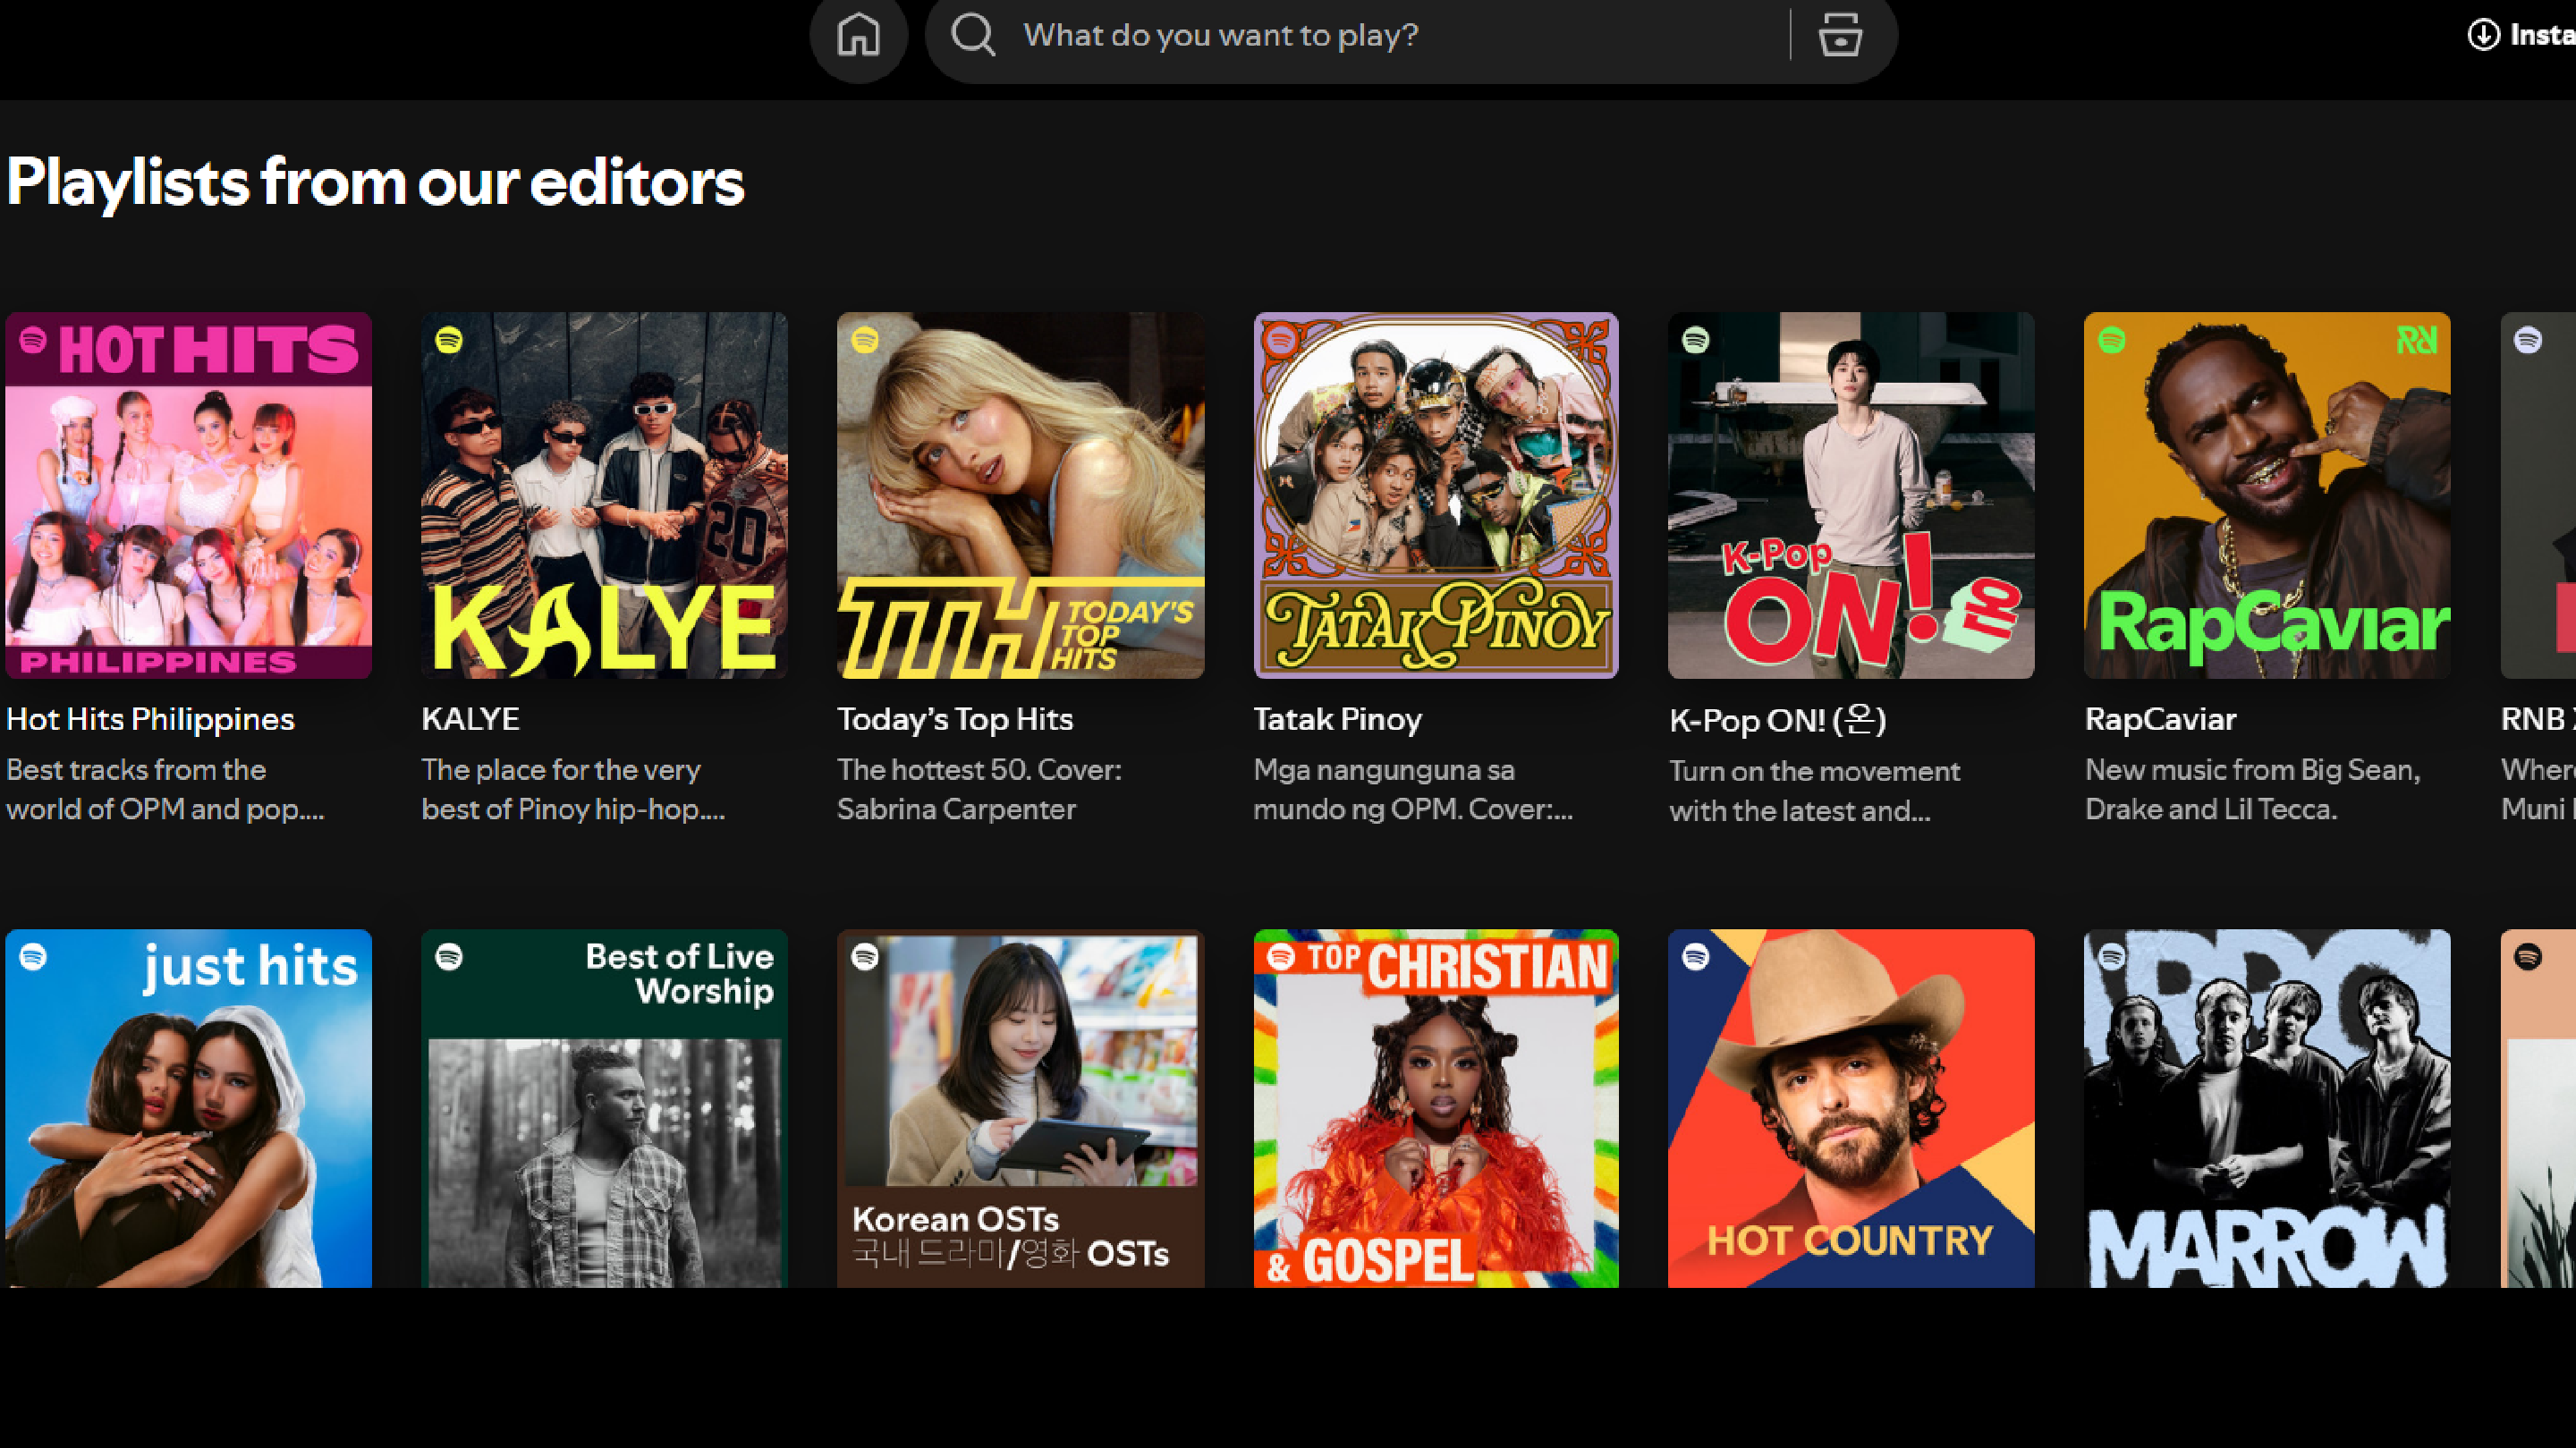 What do you want to play?
Insta
Playlists from our editors
HOT HITS
PHILIPPINES
KALYE
20
TTH TODAY'S
TOP
HITS
TATAK PINOY
K-Pop
ON! 온
RapCaviar
Hot Hits Philippines
Best tracks from the
world of OPM and pop....
KALYE
The place for the very
best of Pinoy hip-hop....
Today's Top Hits
The hottest 50. Cover:
Sabrina Carpenter
Tatak Pinoy
Mga nangunguna sa
mundo ng OPM. Cover:...
K-Pop ON! (온)
Turn on the movement
with the latest and...
RapCaviar
New music from Big Sean,
Drake and Lil Tecca.
RNB
Where
Muni
just hits
Best of Live
Worship
Korean OSTs
국내 드라마/영화 OSTs
TOP CHRISTIAN
& GOSPEL
HOT COUNTRY
MARROW